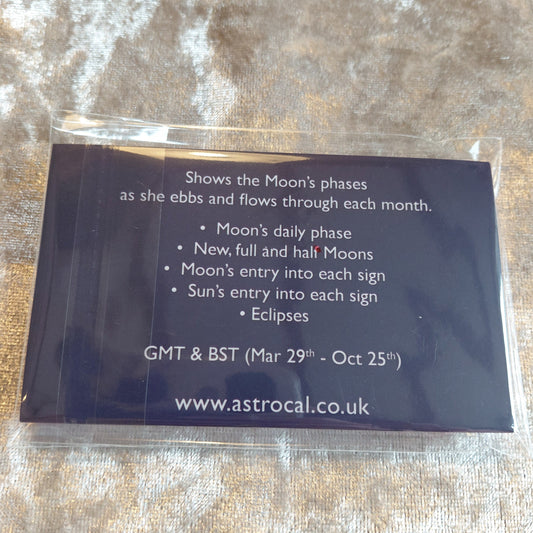 Shows the Moon's phases
as she ebbs and flows through each month.
• Moon's daily phase
• New, full and half Moons
• Moon's entry into each sign
• Sun's entry into each sign
• Eclipses
GMT & BST (Mar 29th - Oct 25th)
www.astrocal.co.uk